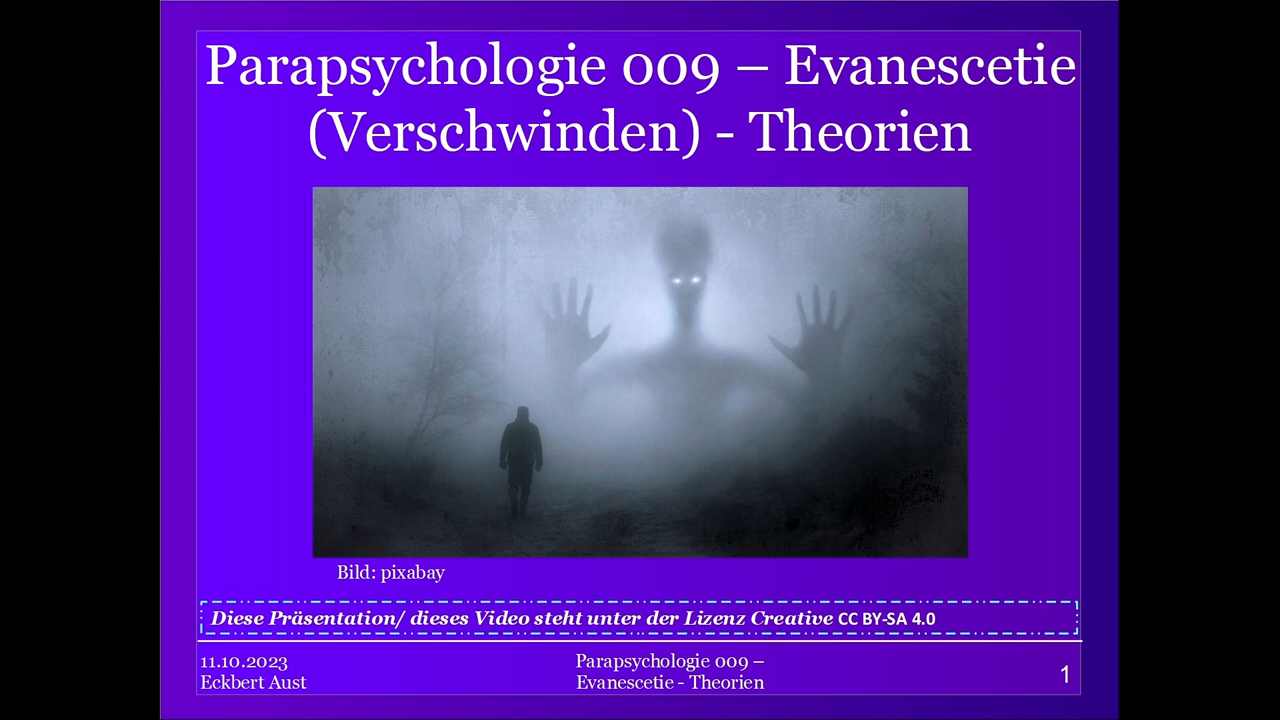 Parapsychologie 009 – Evanescetie
(Verschwinden) - Theorien
Bild: pixabay
Diese Präsentation/ dieses Video steht unter der Lizenz Creative CC BY-SA 4.0
11.10.2023
Eckbert Aust
Parapsychologie 009 –
Evanescetie - Theorien
1